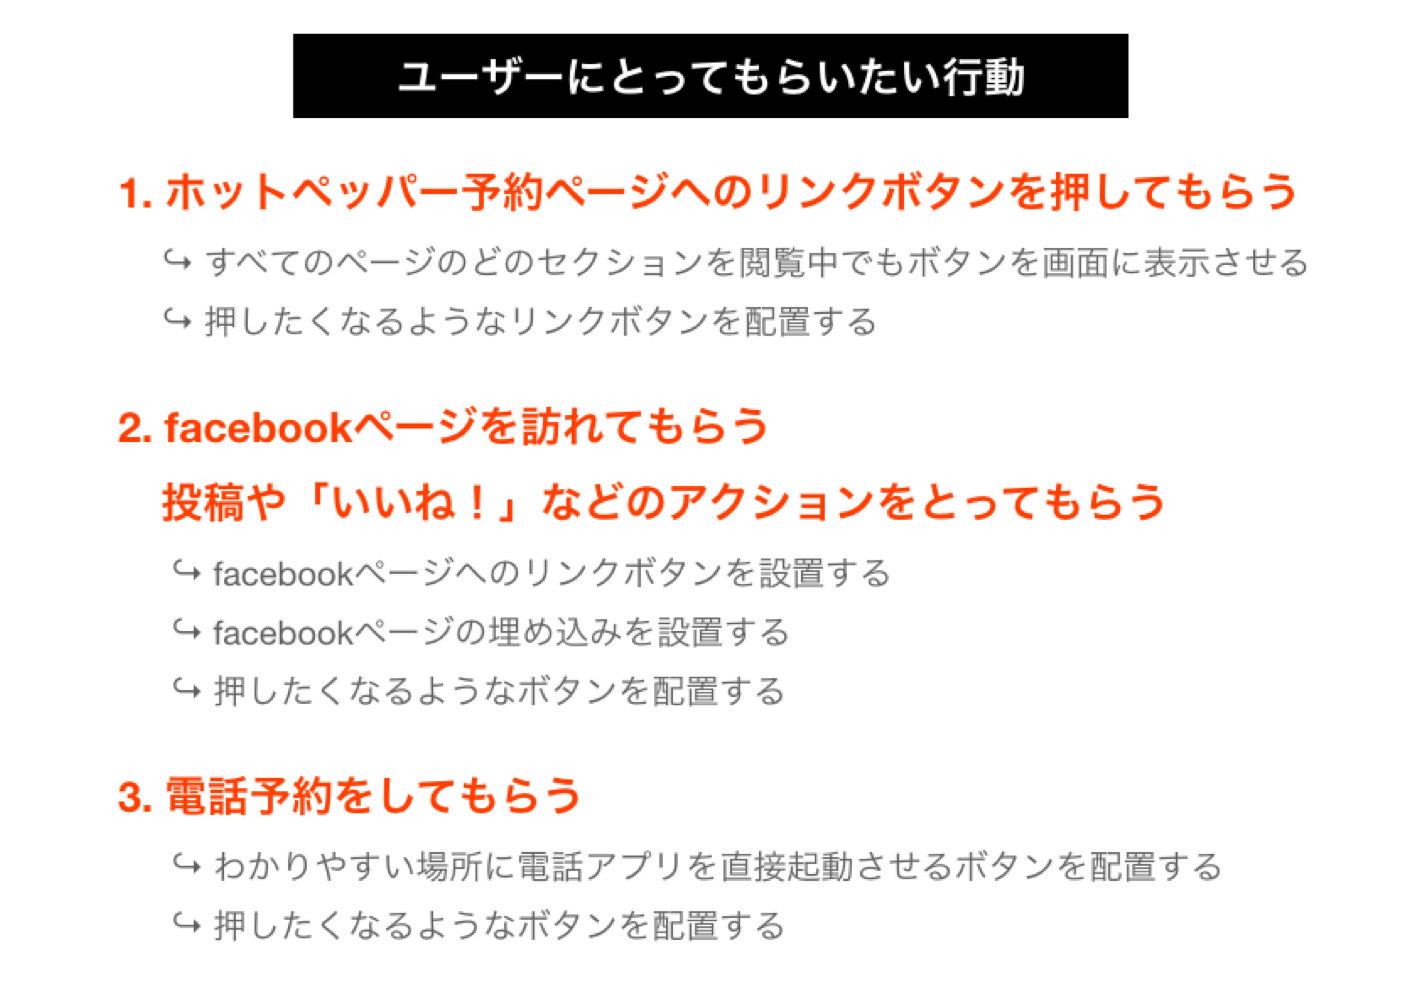 ユーザーにとってもらいたい行動
1. ホットペッパー予約ページへのリンクボタンを押してもらう
↪ すべてのページのどのセクションを閲覧中でもボタンを画面に表示させる
↪ 押したくなるようなリンクボタンを配置する
2. facebookページを訪れてもらう
投稿や「いいね！」などのアクションをとってもらう
↪ facebookページへのリンクボタンを設置する
↪ facebookページの埋め込みを設置する
↪ 押したくなるようなボタンを配置する
3. 電話予約をしてもらう
↪ わかりやすい場所に電話アプリを直接起動させるボタンを配置する
↪ 押したくなるようなボタンを配置する